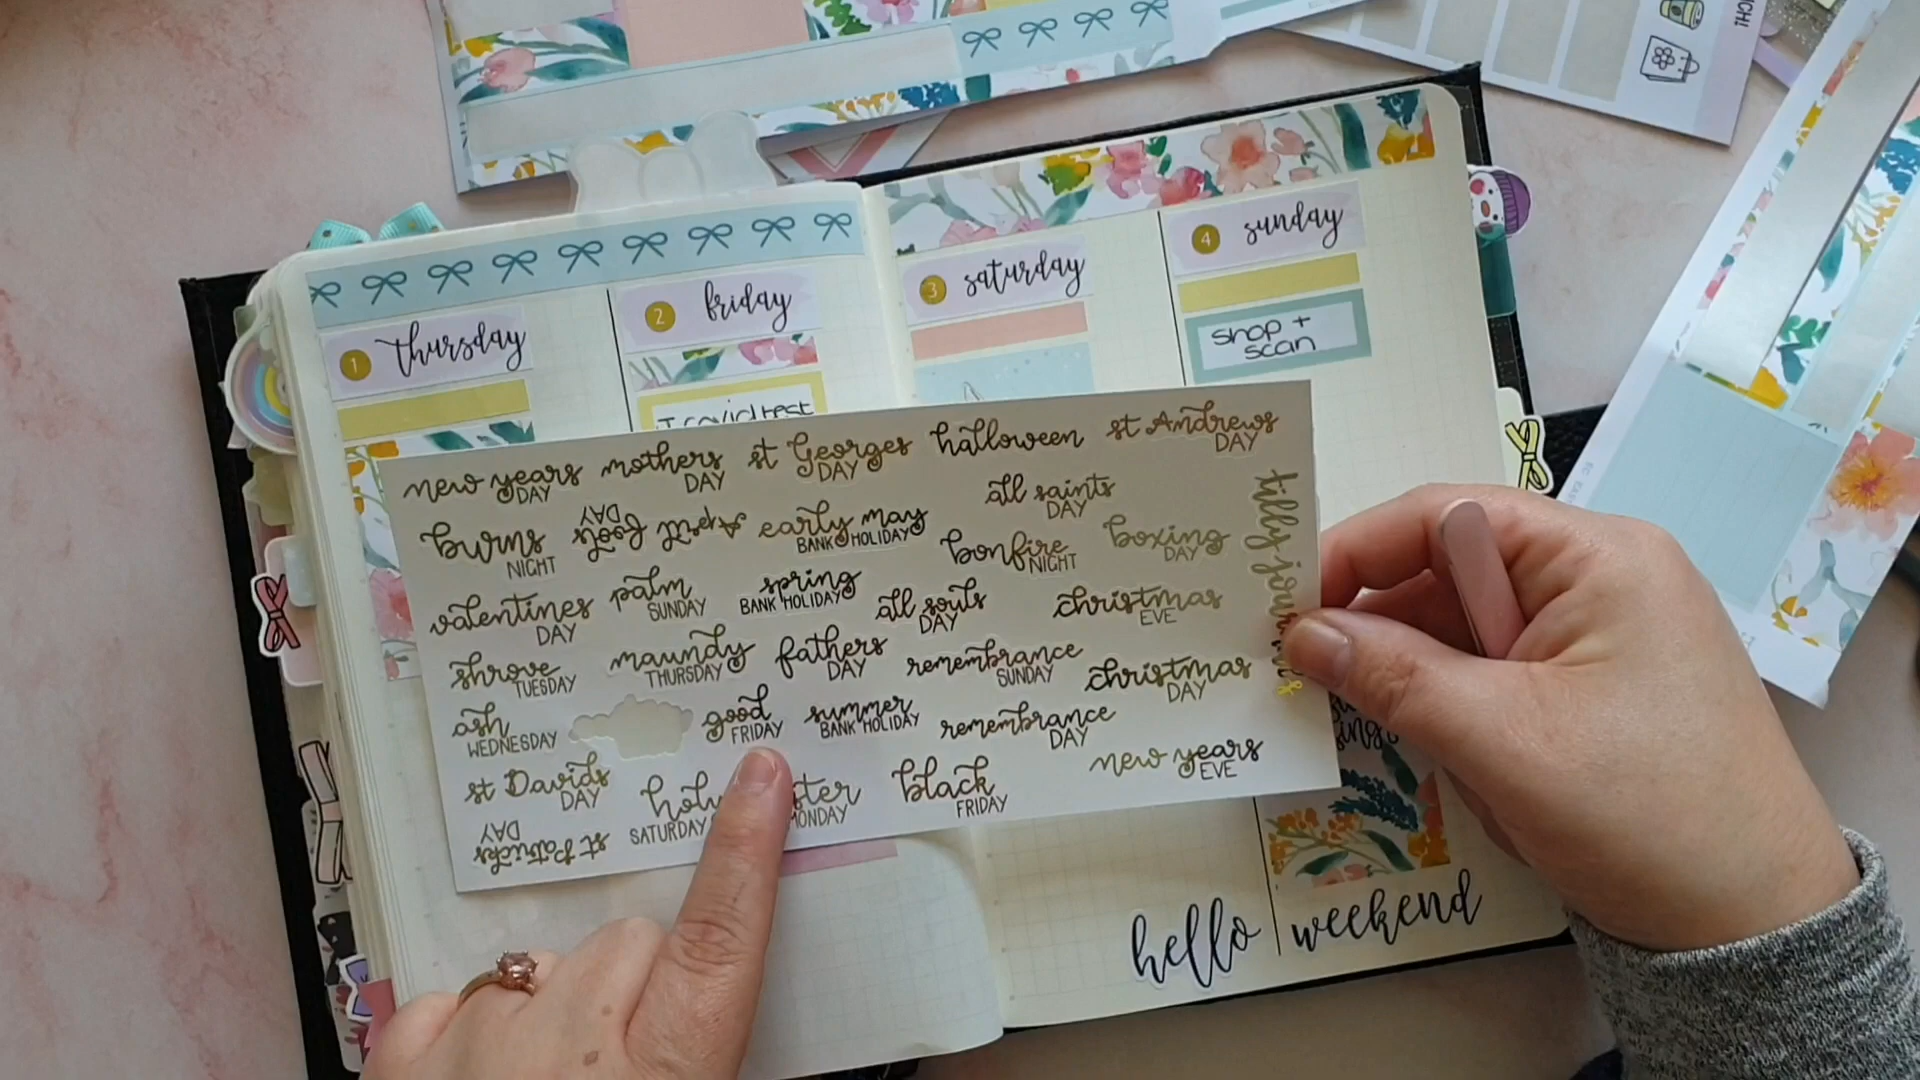 1 thursday
2 friday
3 saturday
4 sunday
covid test
shop +
scan
new years
DAY
mothers
DAY
st Georges
DAY
halloween
st Andrews
DAY
burns
NIGHT
April fools
DAY
early may
BANK HOLIDAY
all saints
DAY
bonfire
NIGHT
boxing
DAY
valentines
DAY
palm
SUNDAY
spring
BANK HOLIDAY
all souls
DAY
christmas
EVE
shrove
TUESDAY
maundy
THURSDAY
fathers
DAY
remembrance
SUNDAY
christmas
DAY
ash
WEDNESDAY
good
FRIDAY
summer
BANK HOLIDAY
remembrance
DAY
st Davids
DAY
holy
SATURDAY
MONDAY
black
FRIDAY
new years
EVE
st Patricks
DAY
tilly
hello weekend